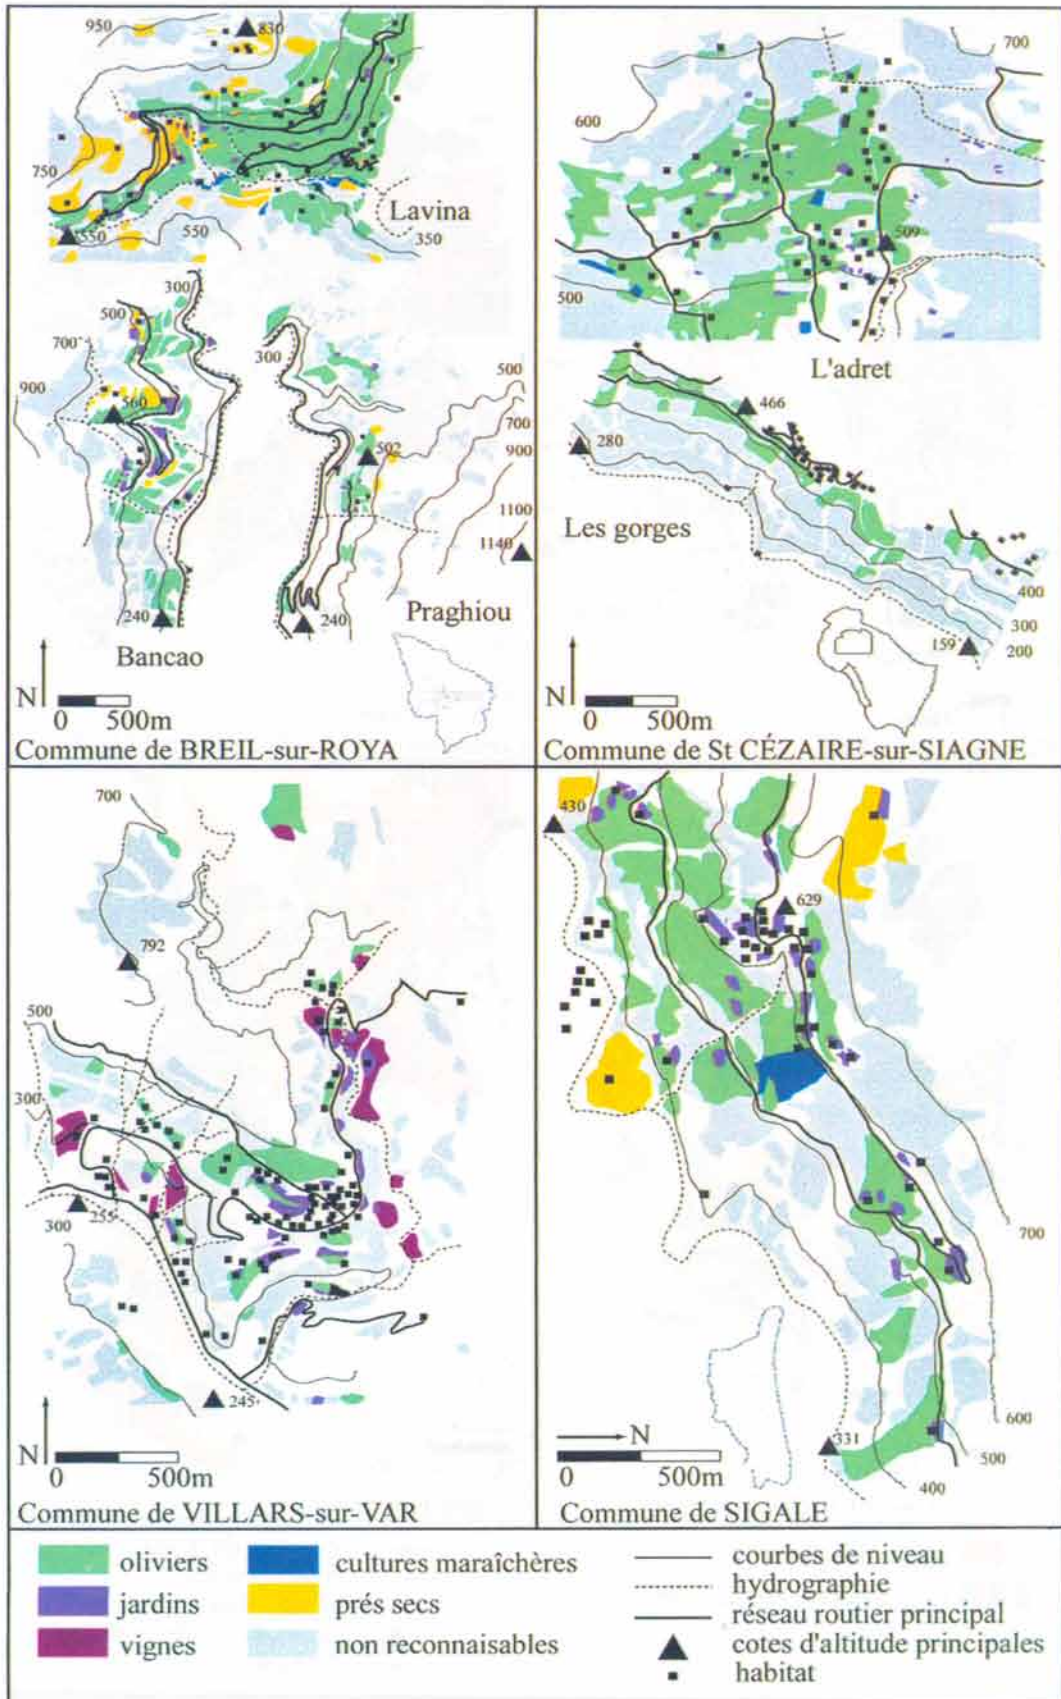 950
830
750
Lavina
550
550
350
300
500
700
900
560
300
500
700
502
900
1100
1140
240
240
Praghiou
Bancao
N
0 500m
Commune de BREIL-sur-ROYA
700
600
509
500
L'adret
466
280
Les gorges
400
300
159
200
N
0 500m
Commune de St CÉZAIRE-sur-SIAGNE
700
792
500
300
255
300
245
N
500m
Commune de VILLARS-sur-VAR
430
629
700
600
N
331
500
0 500m
400
Commune de SIGALE
oliviers
jardins
vignes
cultures maraîchères
prés secs
non reconnaisables
courbes de niveau
hydrographie
réseau routier principal
cotes d'altitude principales
habitat